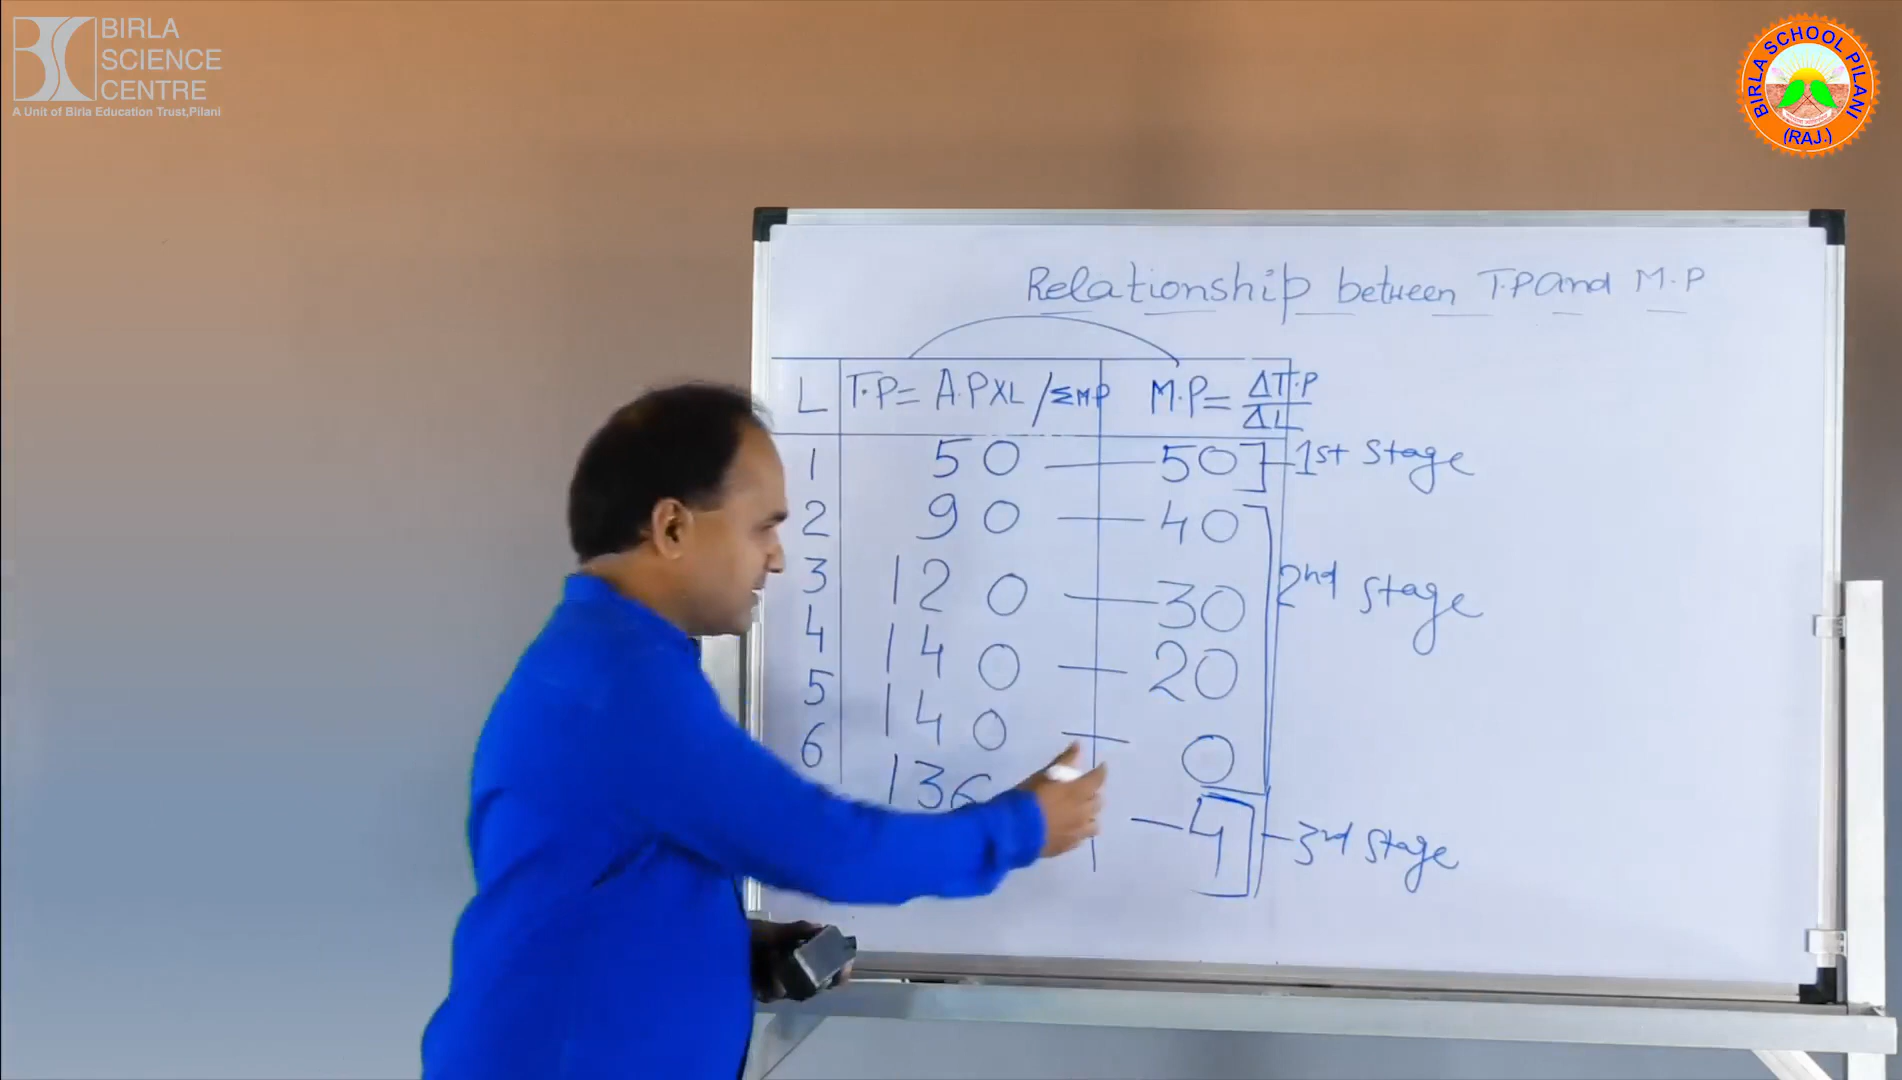 BIRLA
SCIENCE
CENTRE
A Unit of Birla Education Trust,Pilani
BIRLA SCHOOL PILANI
(RAJ.)
Relationship between T.P and M.P
L T.P= A.PXL /ΣMP M.P= ΔT.P/ΔL
1 50 — 50 1st Stage
2 90 — 40
3 120 — 30 2nd Stage
4 140 — 20
5 140 — 0
6 136 — 4 3rd Stage